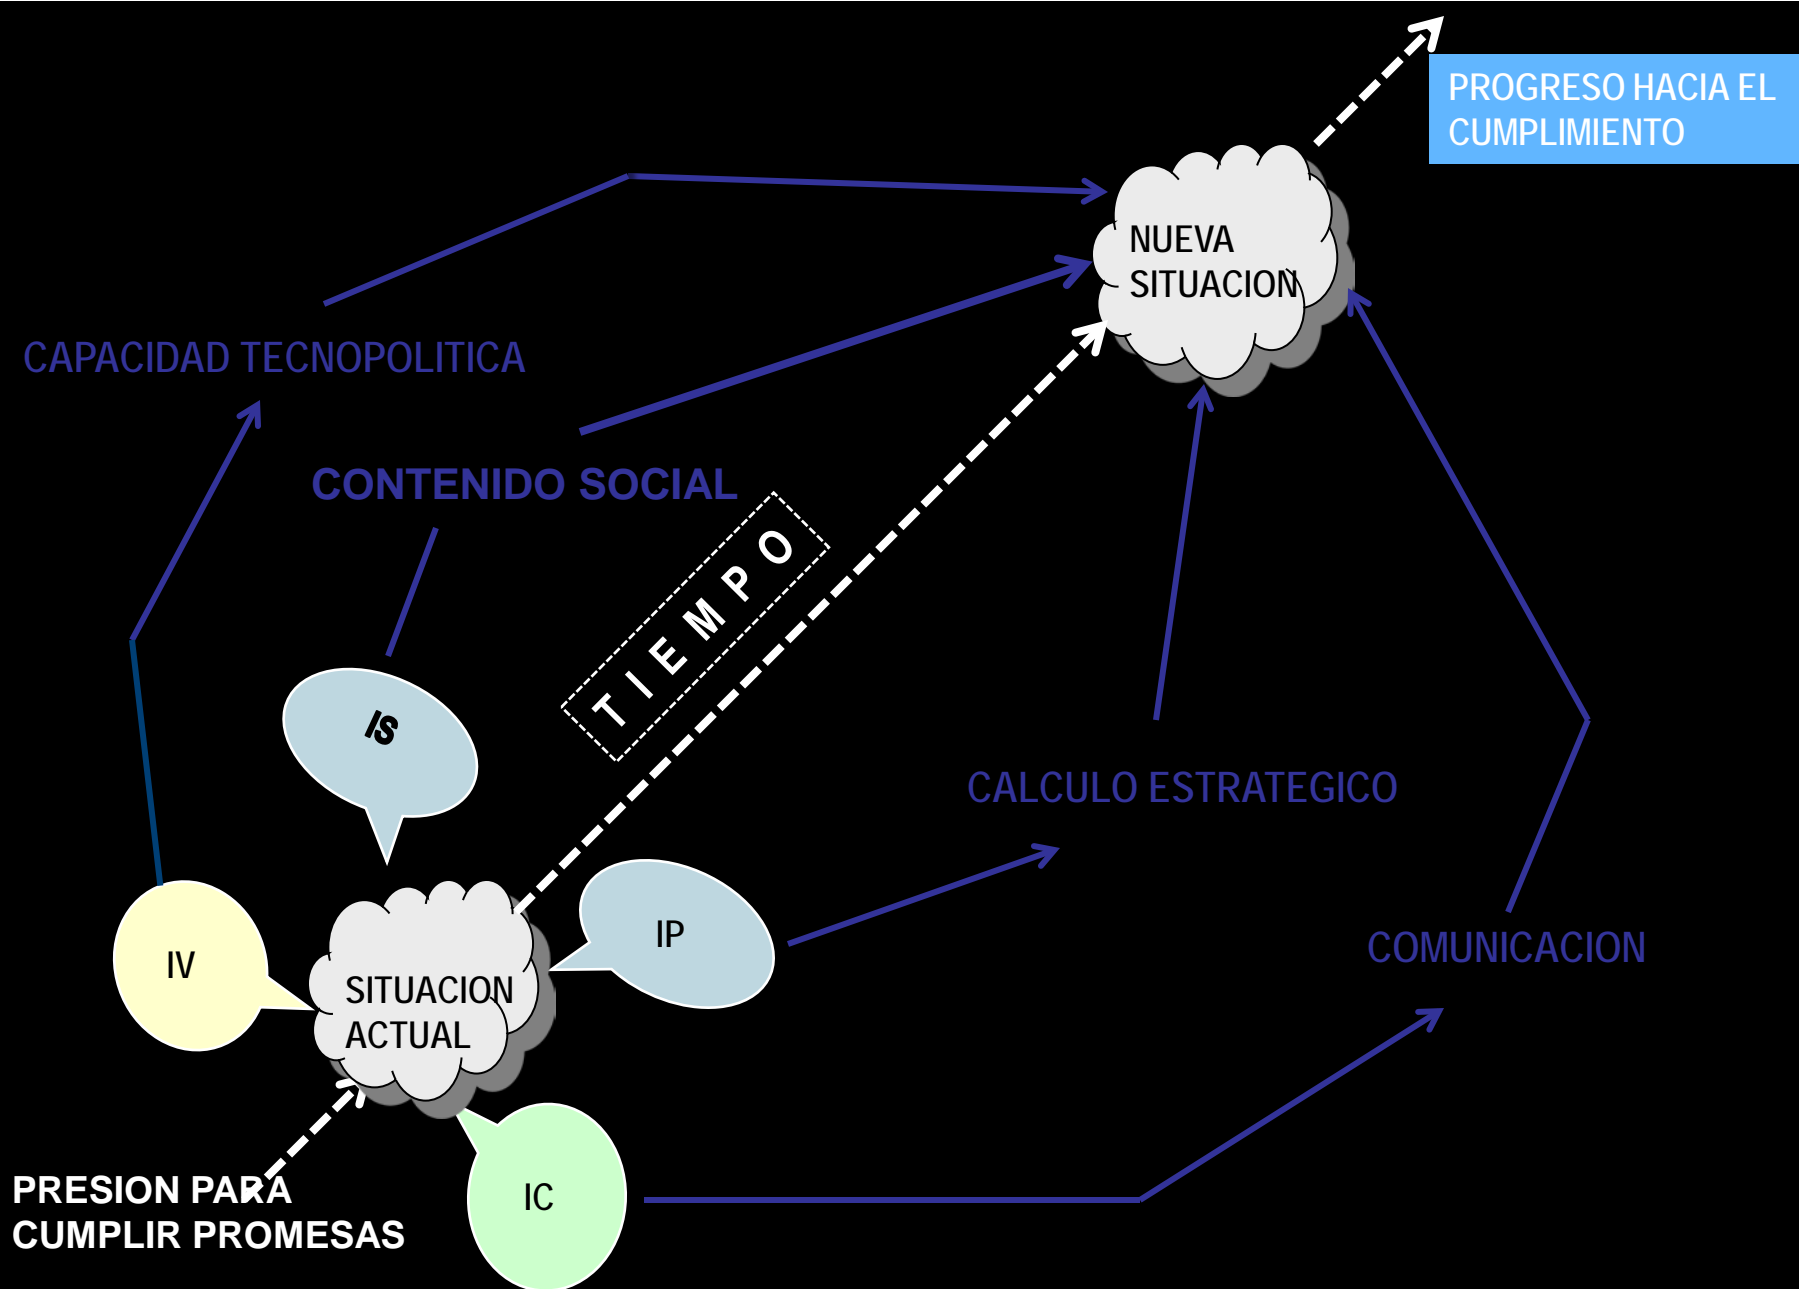 PROGRESO HACIA EL
CUMPLIMIENTO
NUEVA
SITUACION
CAPACIDAD TECNOPOLITICA
CONTENIDO SOCIAL
T I E M P O
IS
CALCULO ESTRATEGICO
IP
COMUNICACION
IV
SITUACION
ACTUAL
IC
PRESION PARA
CUMPLIR PROMESAS